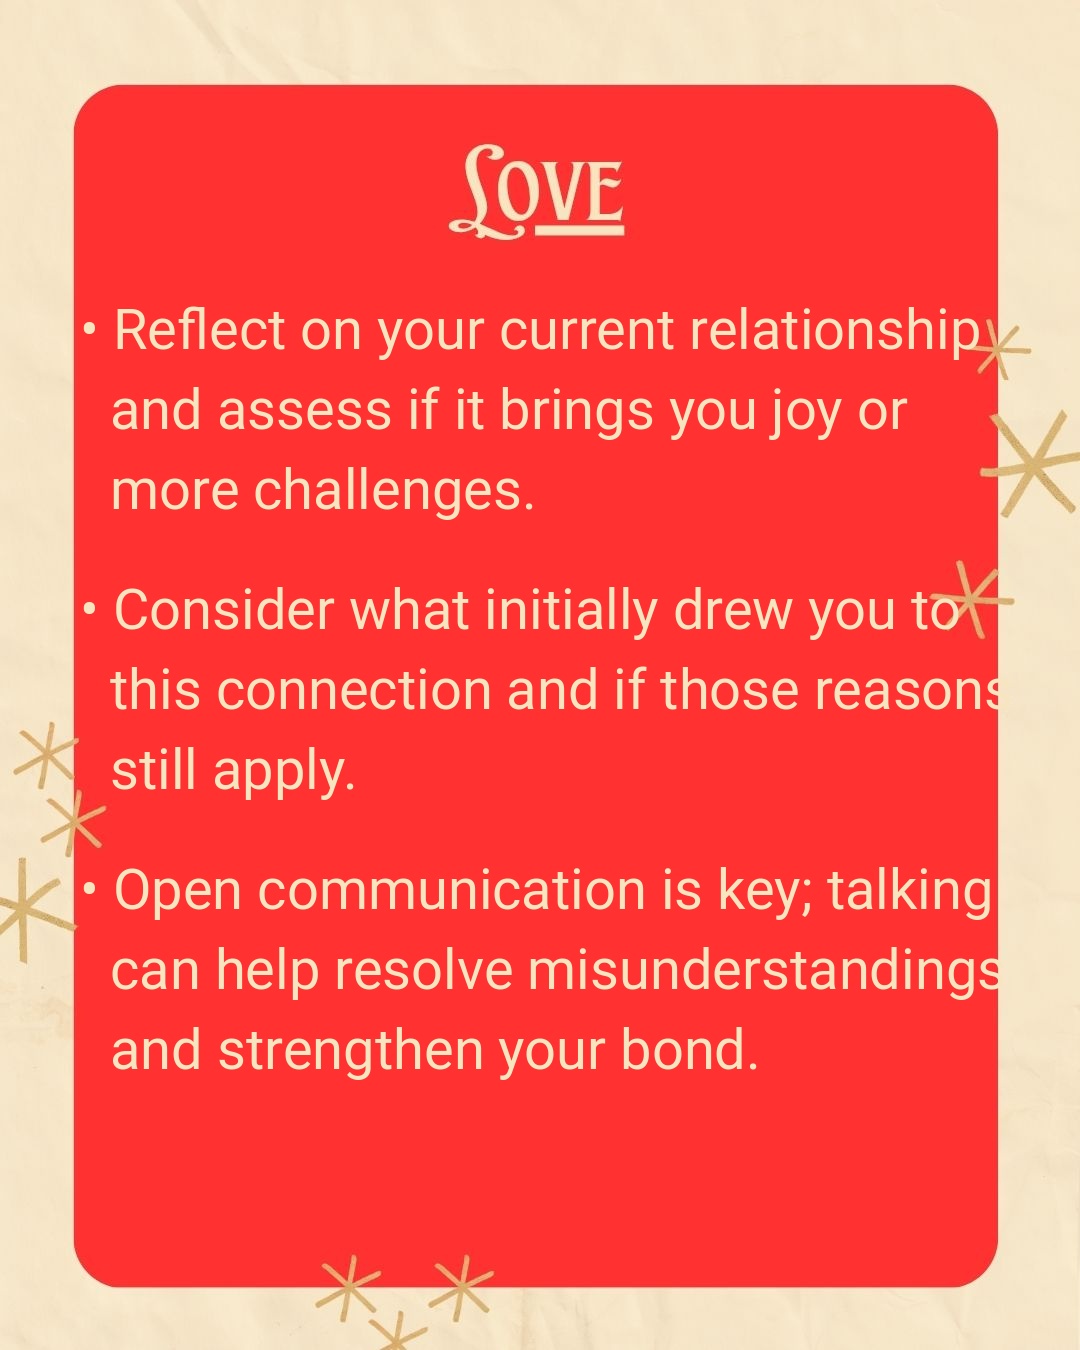 Love
• Reflect on your current relationship
and assess if it brings you joy or
more challenges.
• Consider what initially drew you to
this connection and if those reasons
still apply.
• Open communication is key; talking
can help resolve misunderstandings
and strengthen your bond.